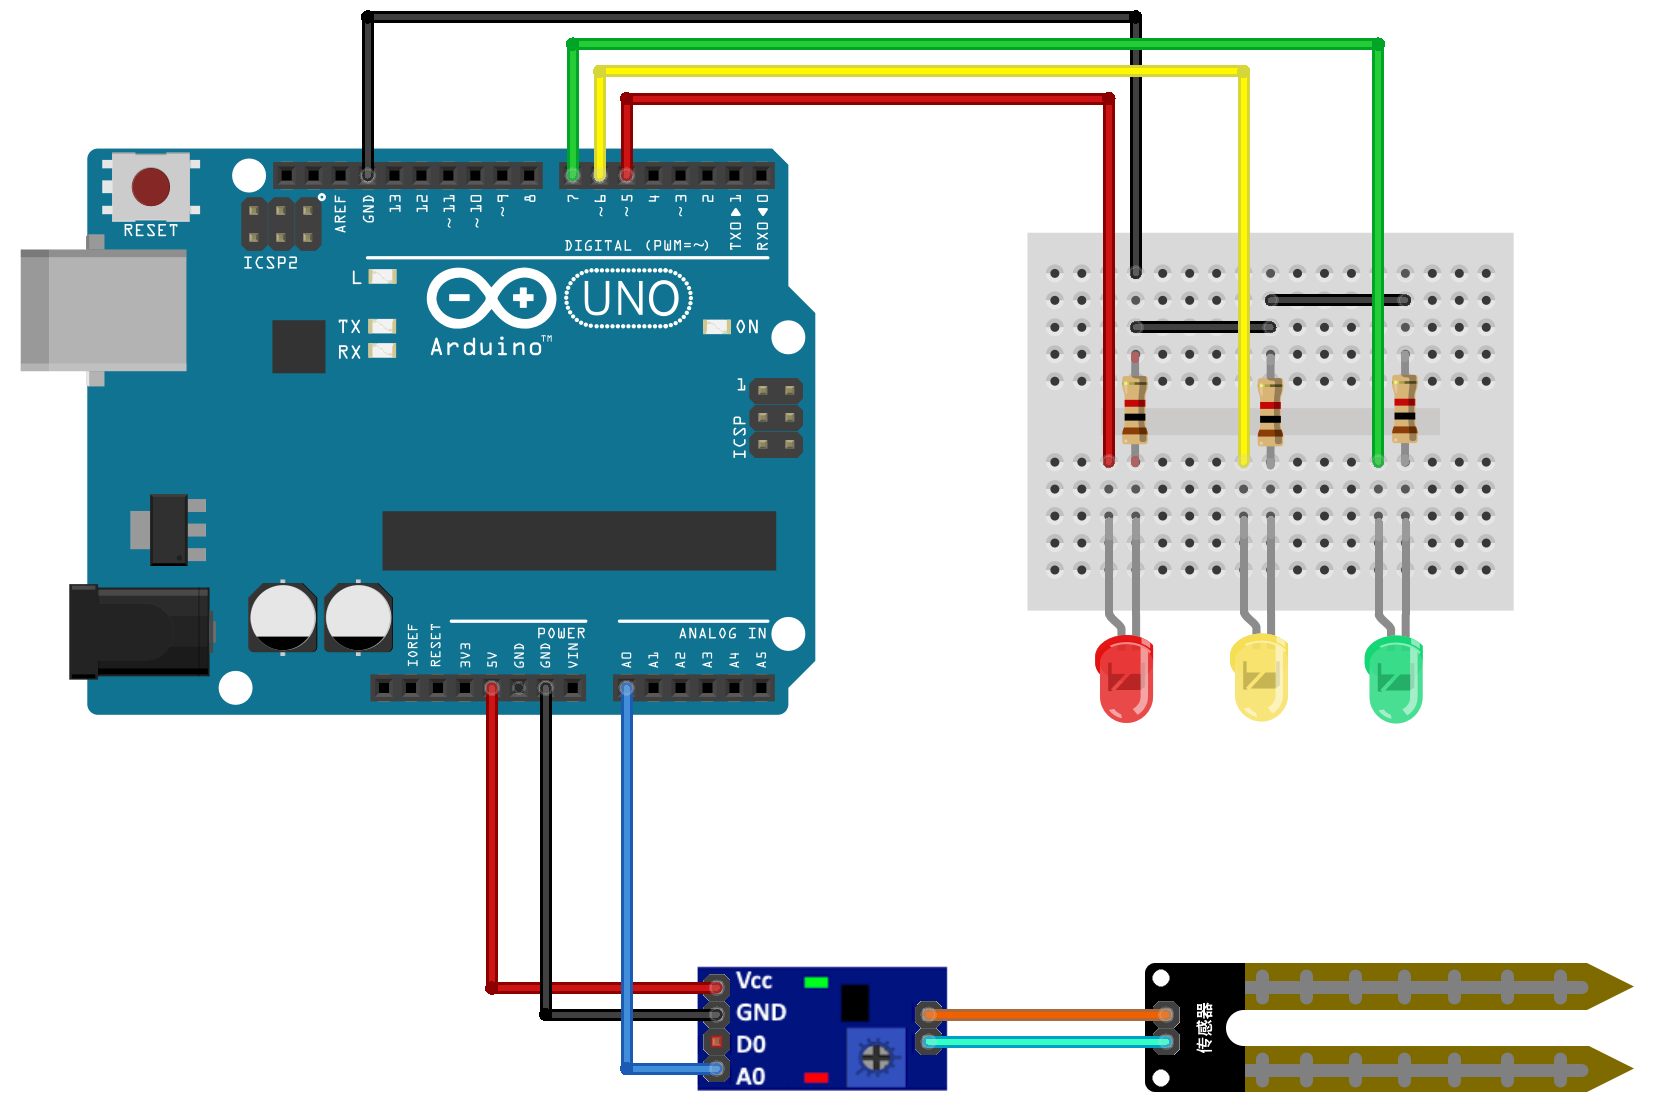 RESET
ICSP2
AREF
GND
13
12
~11
~10
~9
8
7
~6
~5
4
~3
2
TX0▶1
RX0◀0
DIGITAL (PWM=~)
L
TX
RX
UNO
Arduino™
ON
1
ICSP
IOREF
RESET
3V3
5V
GND
GND
VIN
POWER
ANALOG IN
A0
A1
A2
A3
A4
A5
Vcc
GND
D0
A0
传感器